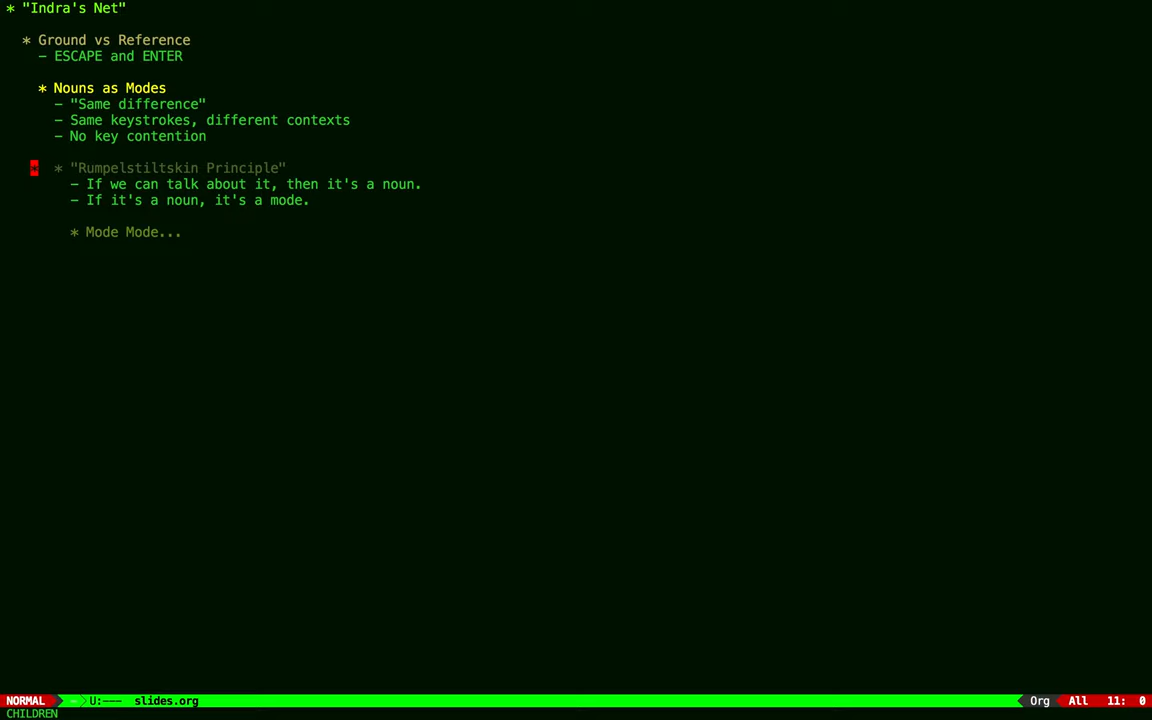 * "Indra's Net"
* Ground vs Reference
- ESCAPE and ENTER
* Nouns as Modes
- "Same difference"
- Same keystrokes, different contexts
- No key contention
* * "Rumpelstiltskin Principle"
- If we can talk about it, then it's a noun.
- If it's a noun, it's a mode.
* Mode Mode...
NORMAL - U:--- slides.org Org All 11: 0
CHILDREN